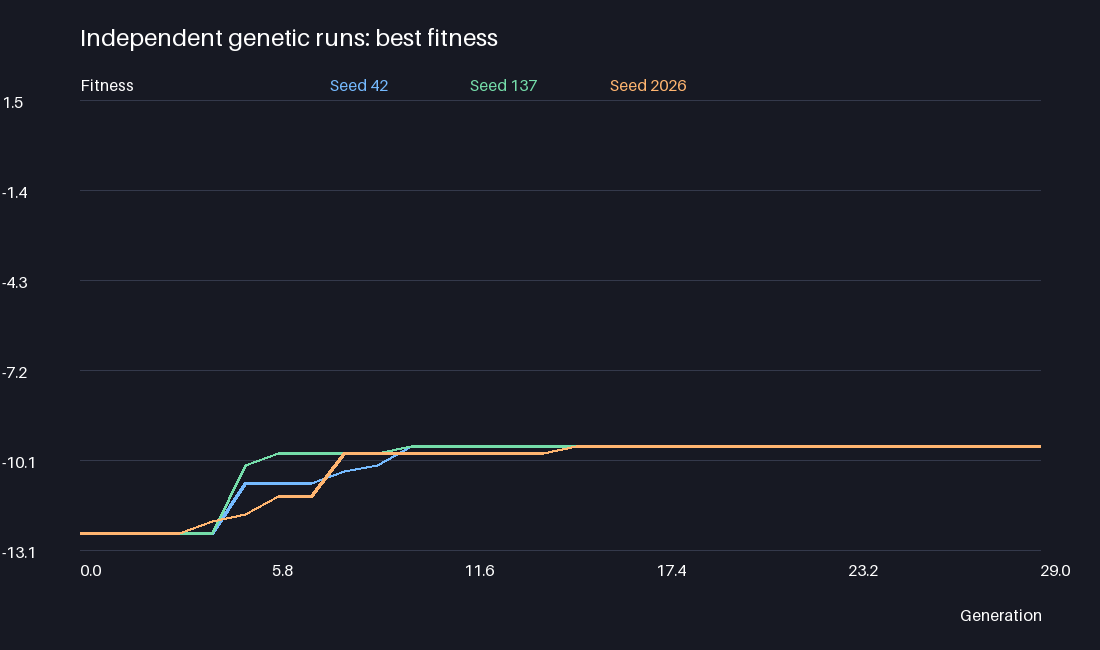 Independent genetic runs: best fitness
Fitness Seed 42 Seed 137 Seed 2026
1.5
-1.4
-4.3
-7.2
-10.1
-13.1
0.0 5.8 11.6 17.4 23.2 29.0
Generation